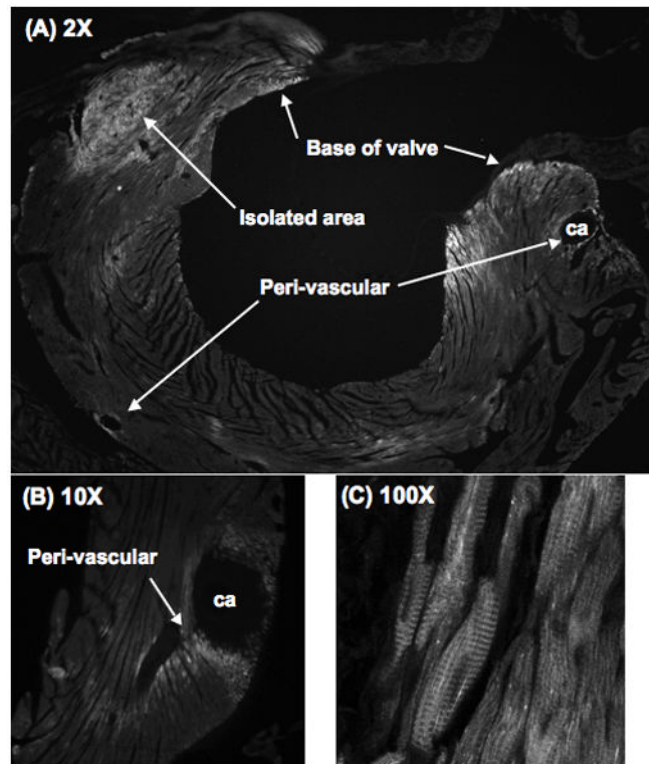 (A) 2X
Base of valve
Isolated area
ca
Peri-vascular
(B) 10X
Peri-vascular
ca
(C) 100X